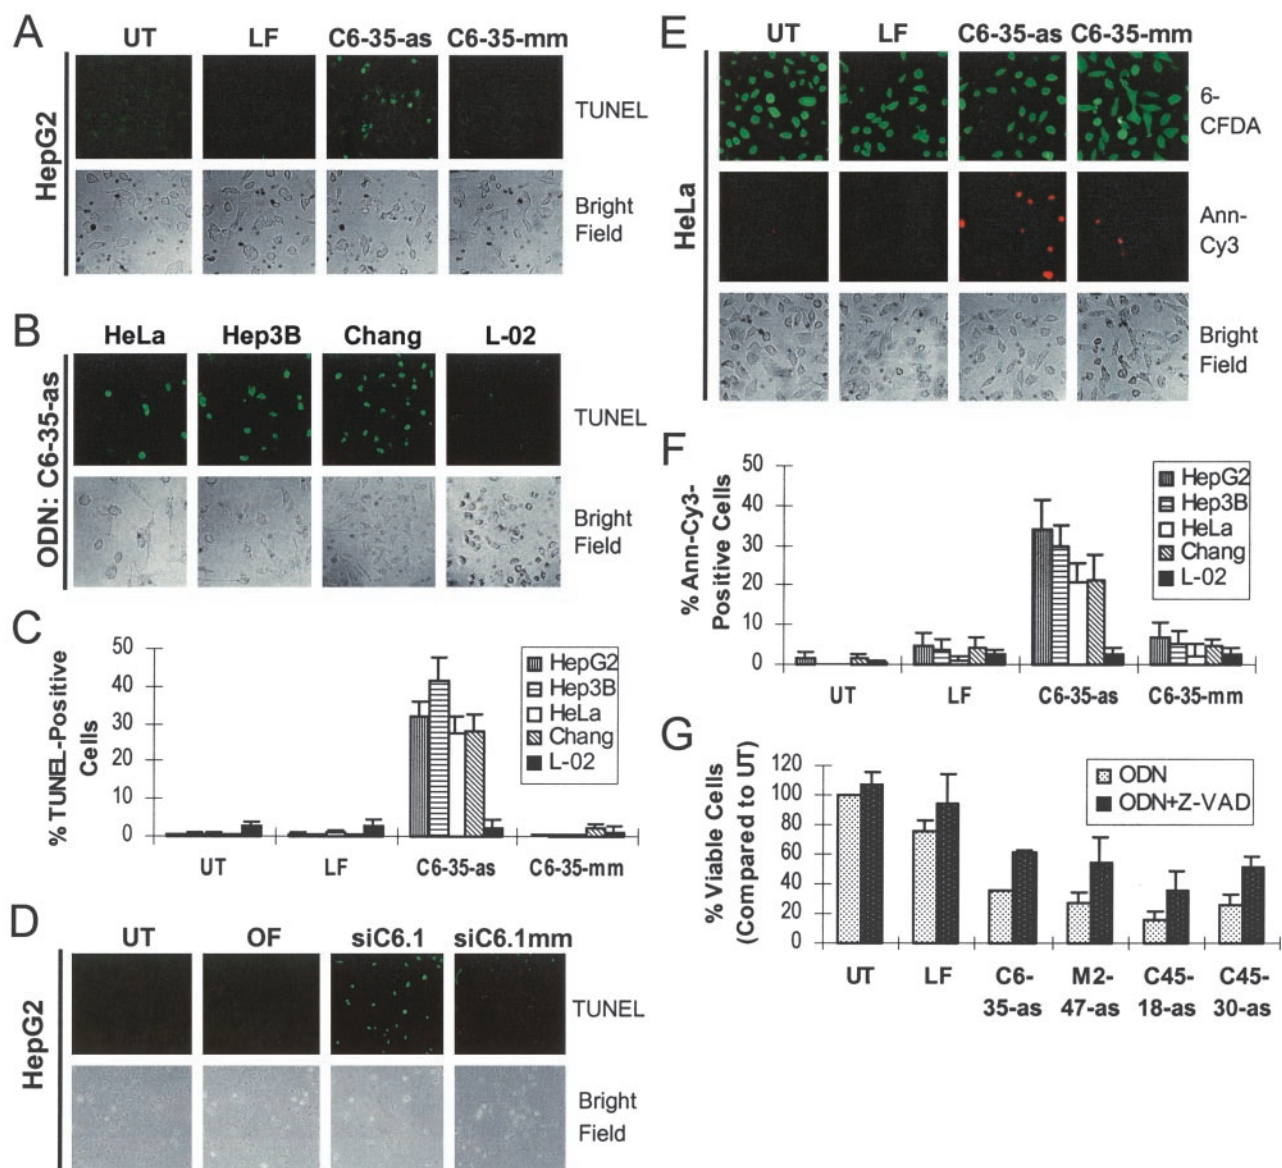 A
UT LF C6-35-as C6-35-mm
HepG2
TUNEL
Bright
Field
B
HeLa Hep3B Chang L-02
ODN: C6-35-as
TUNEL
Bright
Field
C
50
40
30
20
10
0
% TUNEL-Positive
Cells
HepG2
Hep3B
HeLa
Chang
L-02
UT LF C6-35-as C6-35-mm
D
UT OF siC6.1 siC6.1mm
HepG2
TUNEL
Bright
Field
E
UT LF C6-35-as C6-35-mm
HeLa
6-
CFDA
Ann-
Cy3
Bright
Field
F
50
40
30
20
10
0
% Ann-Cy3-
Positive Cells
HepG2
Hep3B
HeLa
Chang
L-02
UT LF C6-35-as C6-35-mm
G
120
100
80
60
40
20
0
% Viable Cells
(Compared to UT)
ODN
ODN+Z-VAD
UT LF C6- M2- C45- C45-
35-as 47-as 18-as 30-as